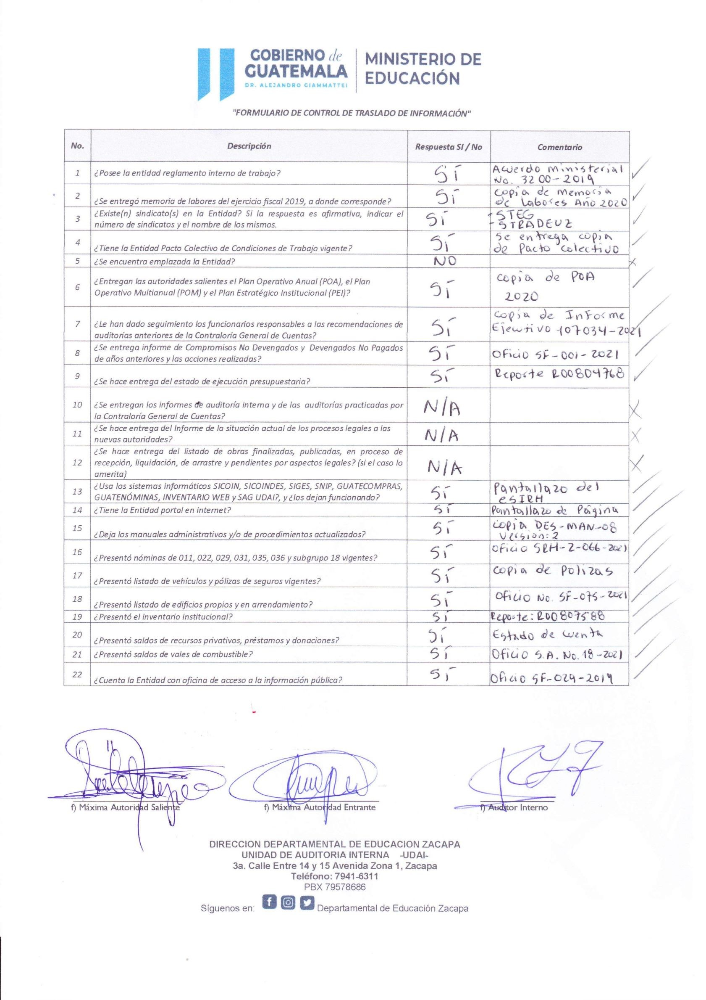 GOBIERNO de
GUATEMALA
DR. ALEJANDRO GIAMMATTEI
MINISTERIO DE
EDUCACIÓN
"FORMULARIO DE CONTROL DE TRASLADO DE INFORMACIÓN"
No. Descripción Respuesta SI / No Comentario
1 ¿Posee la entidad reglamento interno de trabajo? Sí Acuerdo Ministerial
No. 3200-2019
2 ¿Se entregó memoria de labores del ejercicio fiscal 2019, a donde corresponde? Sí Copia de Memoria
de Labores Año 2020
3 ¿Existe(n) sindicato(s) en la Entidad? Si la respuesta es afirmativa, indicar el Sí - STEG
número de sindicatos y el nombre de los mismos. - STRADEUZ
4 ¿Tiene la Entidad Pacto Colectivo de Condiciones de Trabajo vigente? Sí Se entrega copia
de Pacto Colectivo
5 ¿Se encuentra emplazada la Entidad? NO
6 ¿Entregan las autoridades salientes el Plan Operativo Anual (POA), el Plan Sí Copia de POA
Operativo Multianual (POM) y el Plan Estratégico Institucional (PEI)? 2020
7 ¿Le han dado seguimiento los funcionarios responsables a las recomendaciones de Sí Copia de Informe
auditorías anteriores de la Contraloría General de Cuentas? Ejecutivo 107034-2021
8 ¿Se entrega informe de Compromisos No Devengados y Devengados No Pagados Sí Oficio SF-001-2021
de años anteriores y las acciones realizadas?
9 ¿Se hace entrega del estado de ejecución presupuestaria? Sí Reporte R00804768
10 ¿Se entregan los informes de auditoría interna y de las auditorías practicadas por N/A
la Contraloría General de Cuentas?
11 ¿Se hace entrega del Informe de la situación actual de los procesos legales a las N/A
nuevas autoridades?
12 ¿Se hace entrega del listado de obras finalizadas, publicadas, en proceso de N/A
recepción, liquidación, de arrastre y pendientes por aspectos legales? (si el caso lo
amerita)
13 ¿Usa los sistemas informáticos SICOIN, SICOINDES, SIGES, SNIP, GUATECOMPRAS, Sí Pantallazo del
GUATENÓMINAS, INVENTARIO WEB y SAG UDAI?, y ¿los dejan funcionando? eSIRH
14 ¿Tiene la Entidad portal en internet? Sí Pantallazo de Página
15 ¿Deja los manuales administrativos y/o de procedimientos actualizados? Sí Copia DES-MAN-08
Version: 2
16 ¿Presentó nóminas de 011, 022, 029, 031, 035, 036 y subgrupo 18 vigentes? Sí Oficio SRH-Z-066-2021
17 ¿Presentó listado de vehículos y pólizas de seguros vigentes? Sí Copia de Polizas
18 ¿Presentó listado de edificios propios y en arrendamiento? Sí Oficio No. SF-075-2021
19 ¿Presentó el inventario institucional? Sí Reporte: R00807588
20 ¿Presentó saldos de recursos privativos, préstamos y donaciones? Sí Estado de Cuenta
21 ¿Presentó saldos de vales de combustible? Sí Oficio S.A. No. 18-2021
22 ¿Cuenta la Entidad con oficina de acceso a la información pública? Sí Oficio SF-029-2019
f) Máxima Autoridad Saliente f) Máxima Autoridad Entrante f) Auditor Interno
DIRECCION DEPARTAMENTAL DE EDUCACION ZACAPA
UNIDAD DE AUDITORIA INTERNA -UDAI-
3a. Calle Entre 14 y 15 Avenida Zona 1, Zacapa
Teléfono: 7941-6311
PBX 79578686
Síguenos en: Departamental de Educación Zacapa